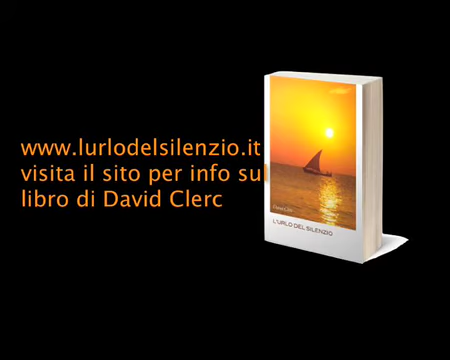 www.lurlodelsilenzio.it
visita il sito per info sul
libro di David Clerc
L'URLO DEL SILENZIO